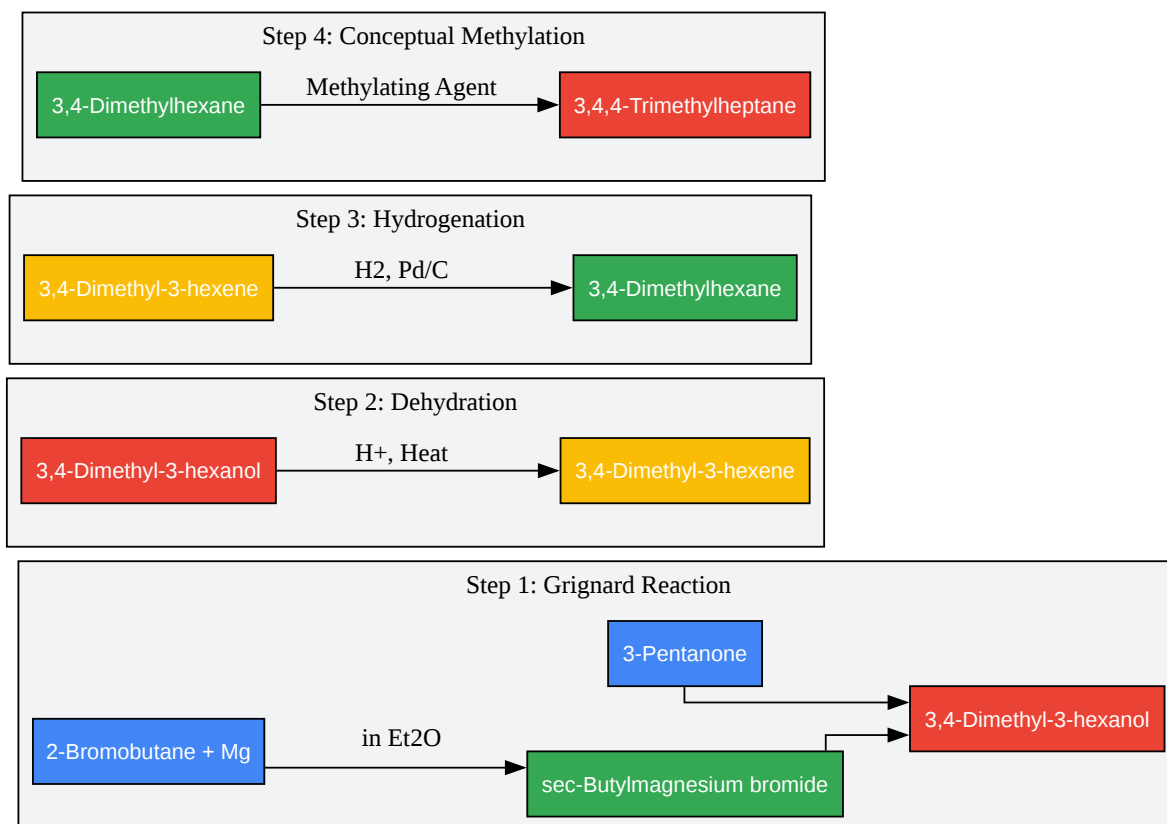 Step 4: Conceptual Methylation
3,4-Dimethylhexane
Methylating Agent
3,4,4-Trimethylheptane
Step 3: Hydrogenation
3,4-Dimethyl-3-hexene
H2, Pd/C
3,4-Dimethylhexane
Step 2: Dehydration
3,4-Dimethyl-3-hexanol
H+, Heat
3,4-Dimethyl-3-hexene
Step 1: Grignard Reaction
3-Pentanone
3,4-Dimethyl-3-hexanol
2-Bromobutane + Mg
in Et2O
sec-Butylmagnesium bromide